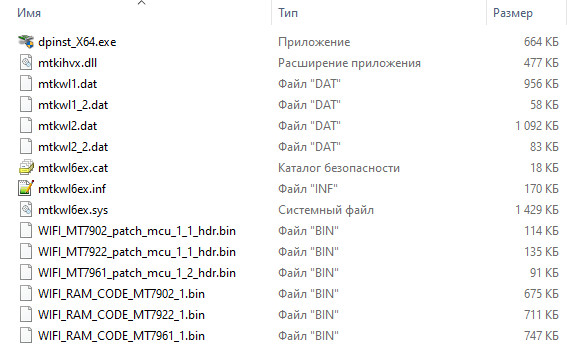 Имя Тип Размер
dpinst_X64.exe Приложение 664 КБ
mtkihvx.dll Расширение приложения 477 КБ
mtkwl1.dat Файл "DAT" 956 КБ
mtkwl1_2.dat Файл "DAT" 58 КБ
mtkwl2.dat Файл "DAT" 1 092 КБ
mtkwl2_2.dat Файл "DAT" 83 КБ
mtkwl6ex.cat Каталог безопасности 18 КБ
mtkwl6ex.inf Файл "INF" 170 КБ
mtkwl6ex.sys Системный файл 1 429 КБ
WIFI_MT7902_patch_mcu_1_1_hdr.bin Файл "BIN" 114 КБ
WIFI_MT7922_patch_mcu_1_1_hdr.bin Файл "BIN" 135 КБ
WIFI_MT7961_patch_mcu_1_2_hdr.bin Файл "BIN" 91 КБ
WIFI_RAM_CODE_MT7902_1.bin Файл "BIN" 675 КБ
WIFI_RAM_CODE_MT7922_1.bin Файл "BIN" 711 КБ
WIFI_RAM_CODE_MT7961_1.bin Файл "BIN" 747 КБ